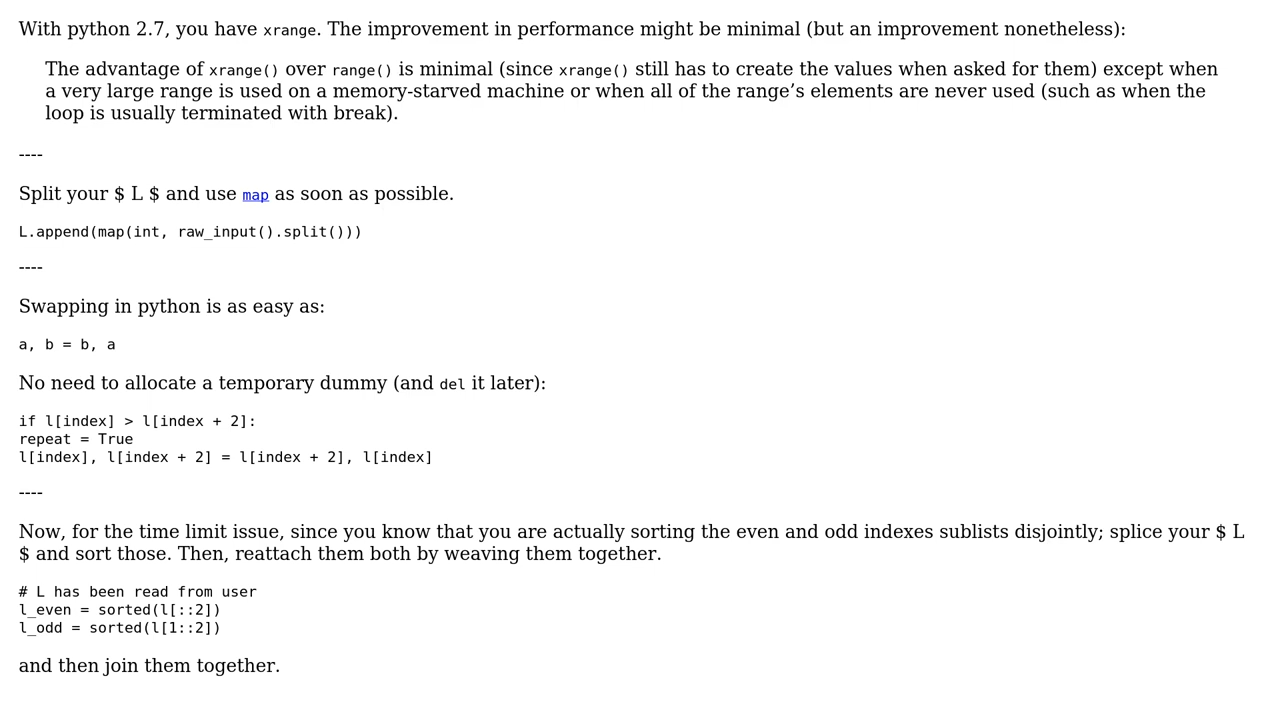 With python 2.7, you have xrange. The improvement in performance might be minimal (but an improvement nonetheless):
The advantage of xrange() over range() is minimal (since xrange() still has to create the values when asked for them) except when
a very large range is used on a memory-starved machine or when all of the range’s elements are never used (such as when the
loop is usually terminated with break).
----
Split your $ L $ and use map as soon as possible.
L.append(map(int, raw_input().split()))
----
Swapping in python is as easy as:
a, b = b, a
No need to allocate a temporary dummy (and del it later):
if l[index] > l[index + 2]:
repeat = True
l[index], l[index + 2] = l[index + 2], l[index]
----
Now, for the time limit issue, since you know that you are actually sorting the even and odd indexes sublists disjointly; splice your $ L
$ and sort those. Then, reattach them both by weaving them together.
# L has been read from user
l_even = sorted(l[::2])
l_odd = sorted(l[1::2])
and then join them together.